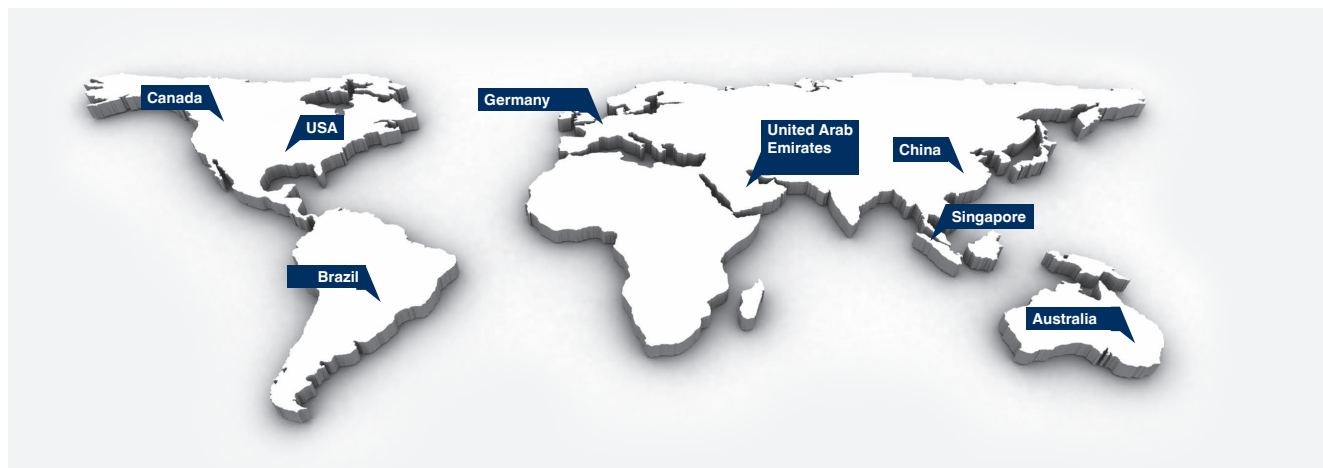 Canada
USA
Germany
United Arab
Emirates
China
Singapore
Brazil
Australia